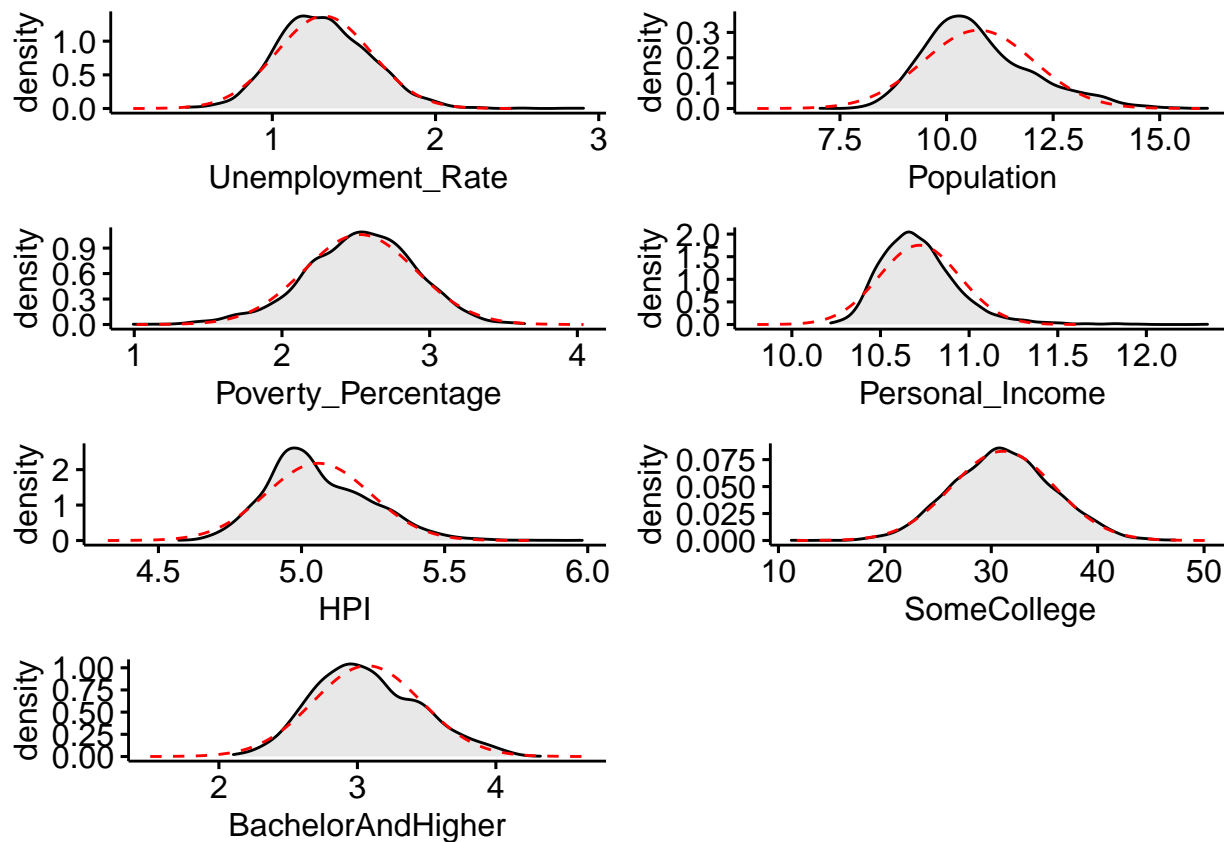 density
1.0
0.5
0.0
1 2 3
Unemployment_Rate
density
0.3
0.2
0.1
0.0
7.5 10.0 12.5 15.0
Population
density
0.9
0.6
0.3
0.0
1 2 3 4
Poverty_Percentage
density
2.0
1.5
1.0
0.5
0.0
10.0 10.5 11.0 11.5 12.0
Personal_Income
density
2
1
0
4.5 5.0 5.5 6.0
HPI
density
0.075
0.050
0.025
0.000
10 20 30 40 50
SomeCollege
density
1.00
0.75
0.50
0.25
0.00
2 3 4
BachelorAndHigher